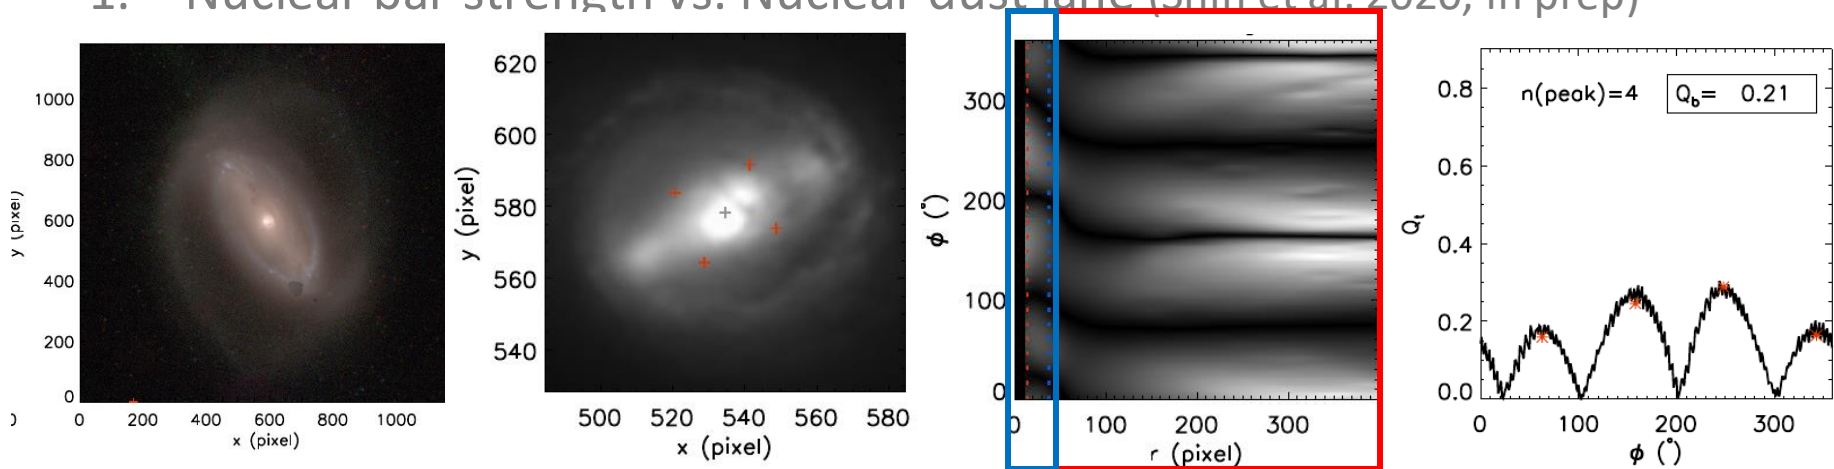 1. Nuclear bar strength vs. Nuclear dust lane (Shin et al. 2020, in prep)
y (pixel)
1000
800
600
400
200
0
0 200 400 600 800 1000
x (pixel)
y (pixel)
620
600
580
560
540
500 520 540 560 580
x (pixel)
ϕ (°)
300
200
100
0
0 100 200 300
r (pixel)
n(peak)=4 Q_b= 0.21
Q_t
0.8
0.6
0.4
0.2
0.0
0 100 200 300
ϕ (°)